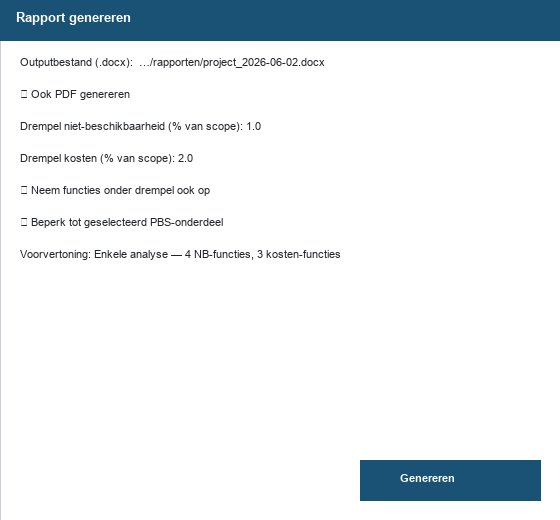 Rapport genereren
Outputbestand (.docx): …/rapporten/project_2026-06-02.docx
Ook PDF genereren
Drempel niet-beschikbaarheid (% van scope): 1.0
Drempel kosten (% van scope): 2.0
Neem functies onder drempel ook op
Beperk tot geselecteerd PBS-onderdeel
Voorvertoning: Enkele analyse — 4 NB-functies, 3 kosten-functies
Genereren